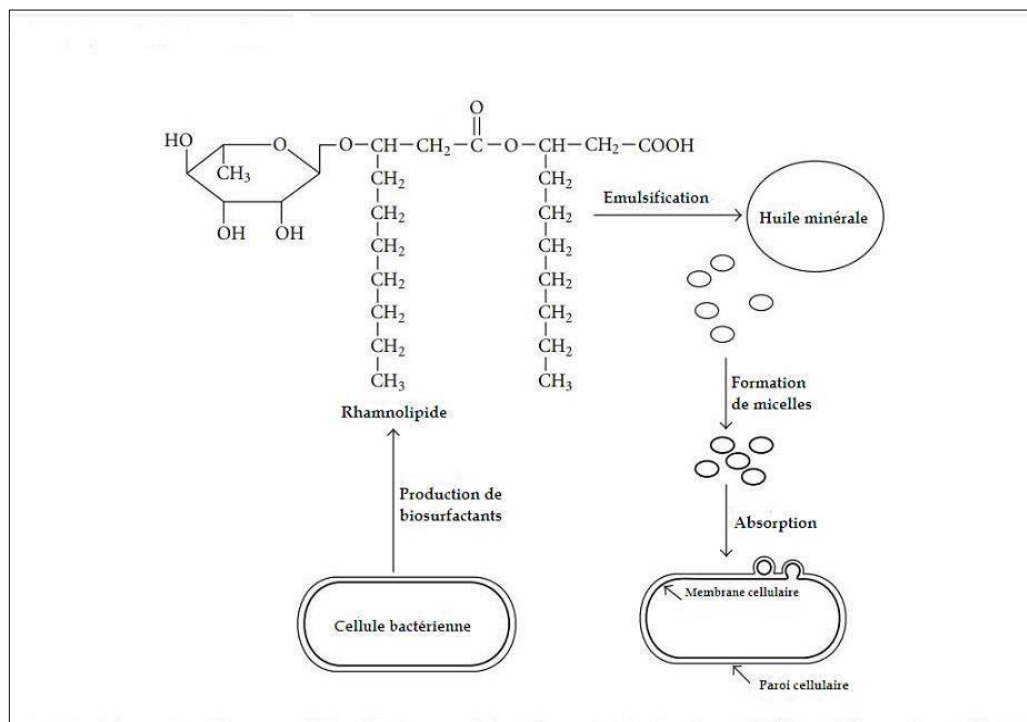 O
HO
O
O–CH–CH₂–C–O–CH–CH₂–COOH
CH₃
OH
OH
CH₂
CH₂
CH₂
CH₂
CH₂
CH₂
CH₃
CH₂
CH₂
CH₂
CH₂
CH₂
CH₂
CH₃
Rhamnolipide
Emulsification
Huile minérale
Formation
de micelles
Production de
biosurfactants
Absorption
Cellule bactérienne
Membrane cellulaire
Paroi cellulaire